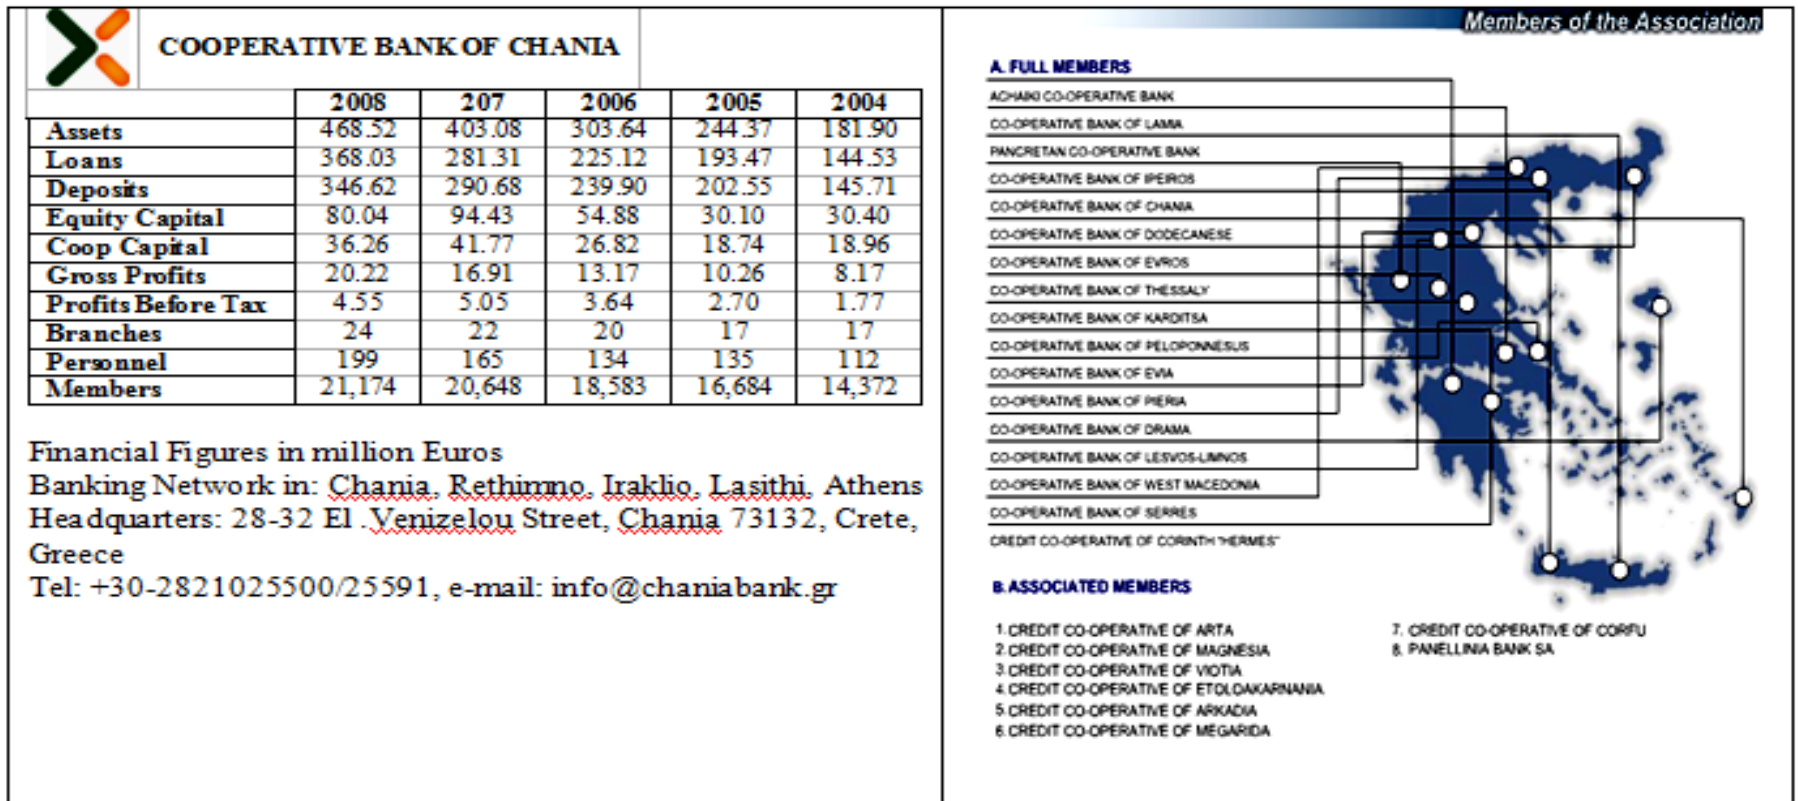 COOPERATIVE BANK OF CHANIA
2008 207 2006 2005 2004
Assets 468.52 403.08 303.64 244.37 181.90
Loans 368.03 281.31 225.12 193.47 144.53
Deposits 346.62 290.68 239.90 202.55 145.71
Equity Capital 80.04 94.43 54.88 30.10 30.40
Coop Capital 36.26 41.77 26.82 18.74 18.96
Gross Profits 20.22 16.91 13.17 10.26 8.17
Profits Before Tax 4.55 5.05 3.64 2.70 1.77
Branches 24 22 20 17 17
Personnel 199 165 134 135 112
Members 21,174 20,648 18,583 16,684 14,372
Financial Figures in million Euros
Banking Network in: Chania, Rethimno, Iraklio, Lasithi, Athens
Headquarters: 28-32 El .Venizelou Street, Chania 73132, Crete,
Greece
Tel: +30-2821025500/25591, e-mail: info@chaniabank.gr
Members of the Association
A. FULL MEMBERS
ACHAIKI CO-OPERATIVE BANK
CO-OPERATIVE BANK OF LAMIA
PANCRETAN CO-OPERATIVE BANK
CO-OPERATIVE BANK OF IPEIROS
CO-OPERATIVE BANK OF CHANIA
CO-OPERATIVE BANK OF DODECANESE
CO-OPERATIVE BANK OF EVROS
CO-OPERATIVE BANK OF THESSALY
CO-OPERATIVE BANK OF KARDITSA
CO-OPERATIVE BANK OF PELOPONNESUS
CO-OPERATIVE BANK OF EVIA
CO-OPERATIVE BANK OF PIERIA
CO-OPERATIVE BANK OF DRAMA
CO-OPERATIVE BANK OF LESVOS-LIMNOS
CO-OPERATIVE BANK OF WEST MACEDONIA
CO-OPERATIVE BANK OF SERRES
CREDIT CO-OPERATIVE OF CORINTH "HERMES"
B. ASSOCIATED MEMBERS
1. CREDIT CO-OPERATIVE OF ARTA
2. CREDIT CO-OPERATIVE OF MAGNESIA
3. CREDIT CO-OPERATIVE OF VIOTIA
4. CREDIT CO-OPERATIVE OF ETOLOAKARNANIA
5. CREDIT CO-OPERATIVE OF ARKADIA
6. CREDIT CO-OPERATIVE OF MEGARIDA
7. CREDIT CO-OPERATIVE OF CORFU
8. PANELLINIA BANK SA